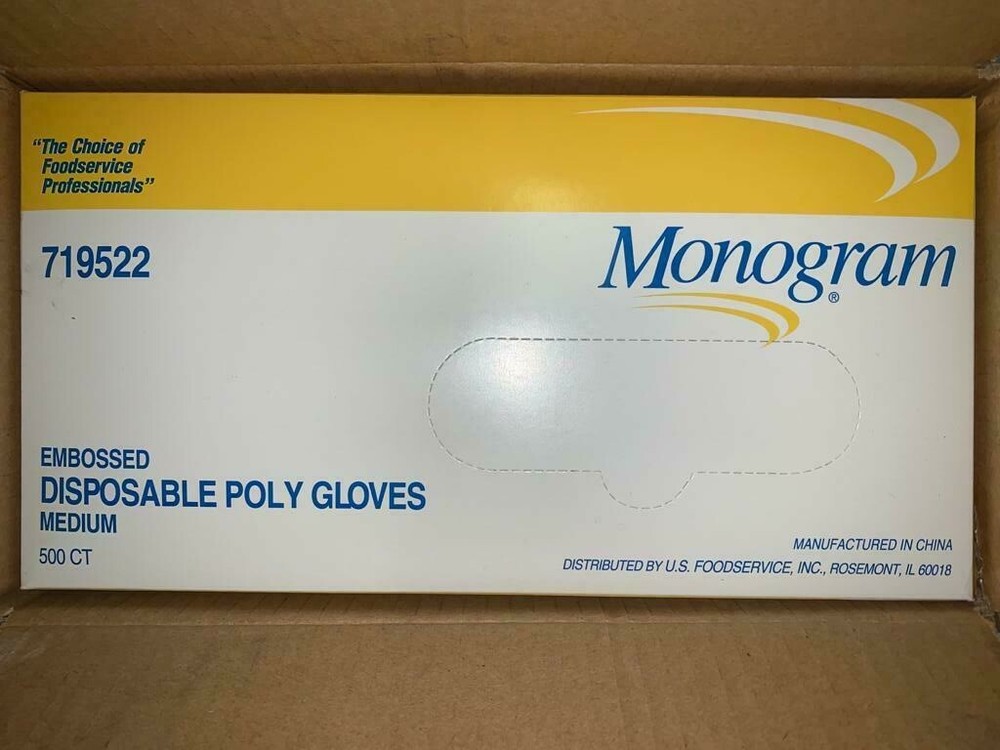 "The Choice of
Foodservice
Professionals"
719522
Monogram®
EMBOSSED
DISPOSABLE POLY GLOVES
MEDIUM
500 CT
MANUFACTURED IN CHINA
DISTRIBUTED BY U.S. FOODSERVICE, INC., ROSEMONT, IL 60018